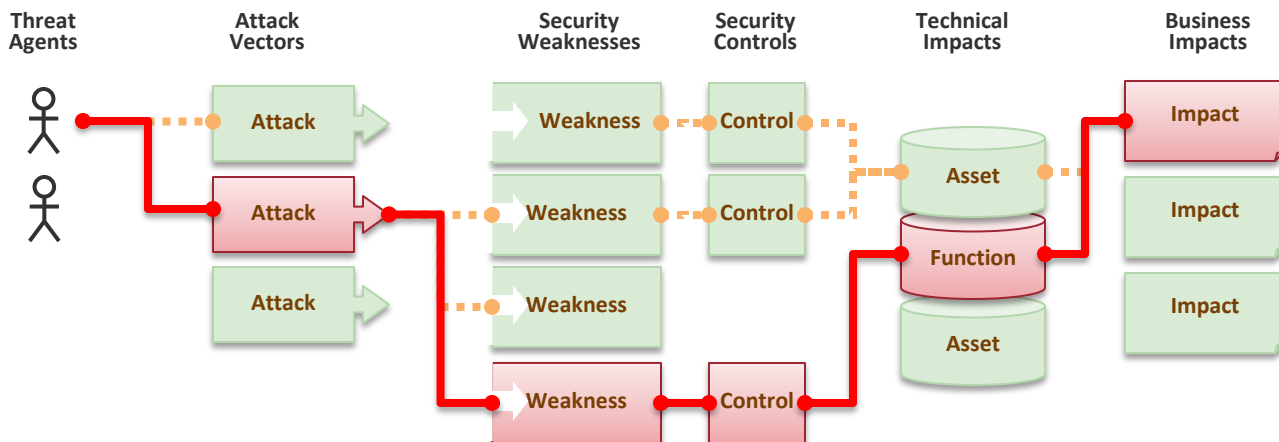 Threat
Agents
Attack
Vectors
Security
Weaknesses
Security
Controls
Technical
Impacts
Business
Impacts
Attack
Weakness
Control
Impact
Asset
Attack
Weakness
Control
Impact
Function
Attack
Weakness
Impact
Asset
Weakness
Control